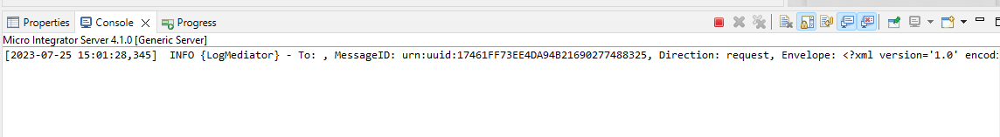 Properties Console Progress
Micro Integrator Server 4.1.0 [Generic Server]
[2023-07-25 15:01:28,345]  INFO {LogMediator} - To: , MessageID: urn:uuid:17461FF73EE4DA94B21690277488325, Direction: request, Envelope: <?xml version='1.0' encodi